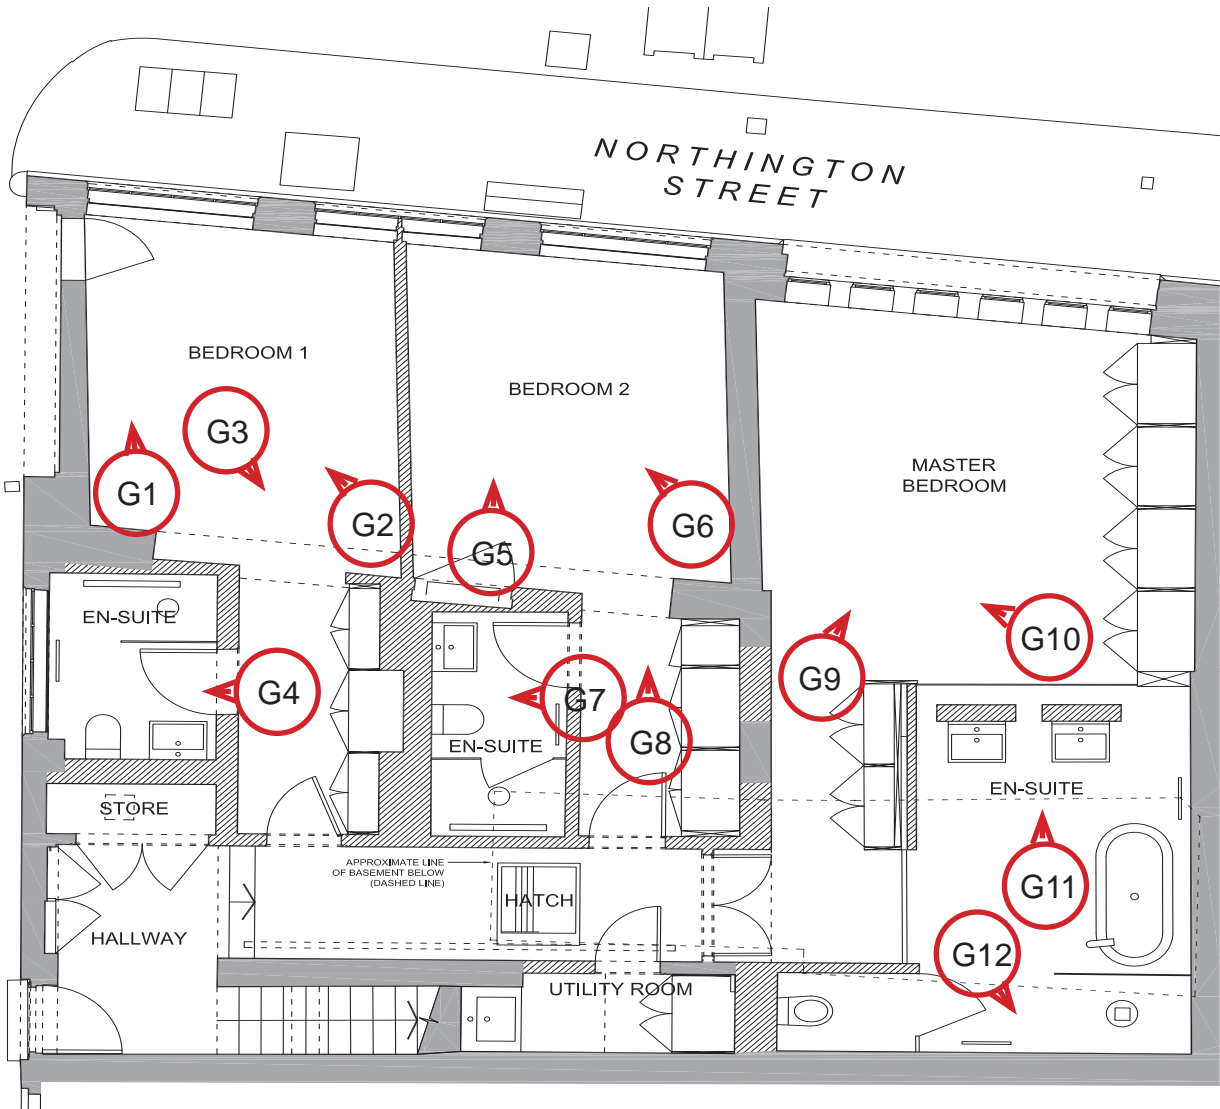 NORTHINGTON
STREET
BEDROOM 1
BEDROOM 2
G3
MASTER
BEDROOM
G1
G2
G6
G5
EN-SUITE
G10
G9
G4
G7
G8
EN-SUITE
EN-SUITE
STORE
APPROXIMATE LINE
OF BASEMENT BELOW
(DASHED LINE)
HATCH
G11
HALLWAY
G12
UTILITY ROOM